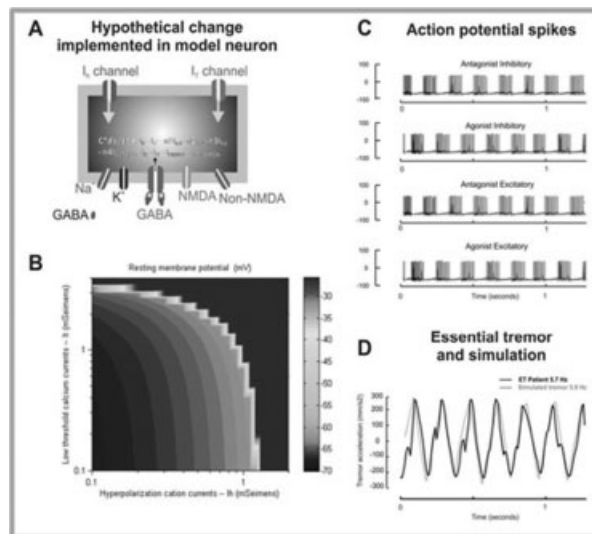 A
Hypothetical change
implemented in model neuron
Ih channel
IT channel
Na+
K+
GABA
NMDA
Non-NMDA
GABA
B
Resting membrane potential (mV)
Low threshold calcium currents – It (mSeimens)
1
0.1
0.1
1
Hyperpolarization cation currents – Ih (mSeimens)
-30
-35
-40
-45
-50
-55
-60
-65
-70
C
Action potential spikes
Antagonist Inhibitory
100
0
-100
0
1
Agonist Inhibitory
100
0
-100
0
1
Antagonist Excitatory
100
0
-100
0
1
Agonist Excitatory
100
0
-100
0
1
Time (seconds)
D
Essential tremor
and simulation
ET-Patient 5.7 Hz
Simulated tremor
Tremor acceleration (mm/s2)
300
200
100
0
-100
-200
-300
0
1
Time (seconds)